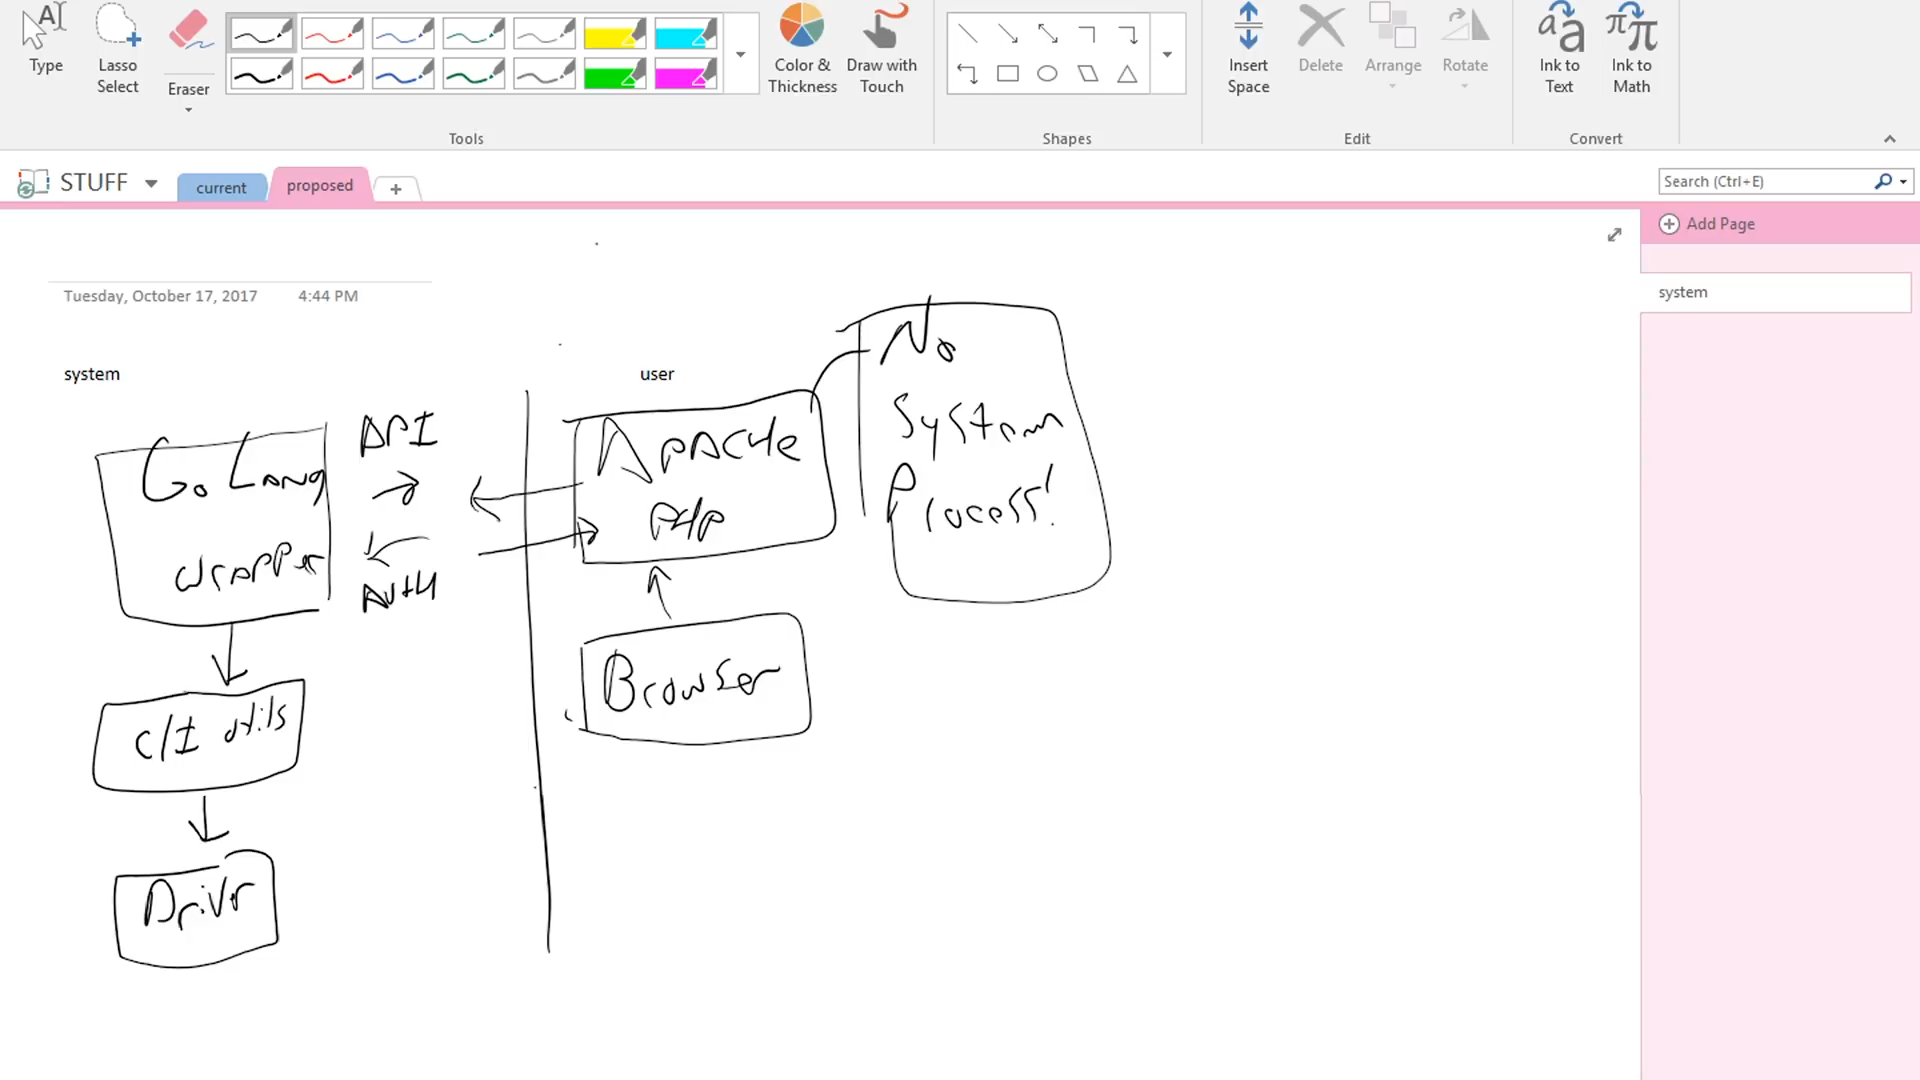 Type
Lasso
Select
Eraser
Color &
Thickness
Draw with
Touch
Insert
Space
Delete
Arrange
Rotate
Ink to
Text
Ink to
Math
Tools
Shapes
Edit
Convert
STUFF
current
proposed
Search (Ctrl+E)
Add Page
system
Tuesday, October 17, 2017 4:44 PM
system
user
Go Lang
wrapper
API
Auth
C/I utils
Driver
Apache
PHP
Browser
No
System
Process!